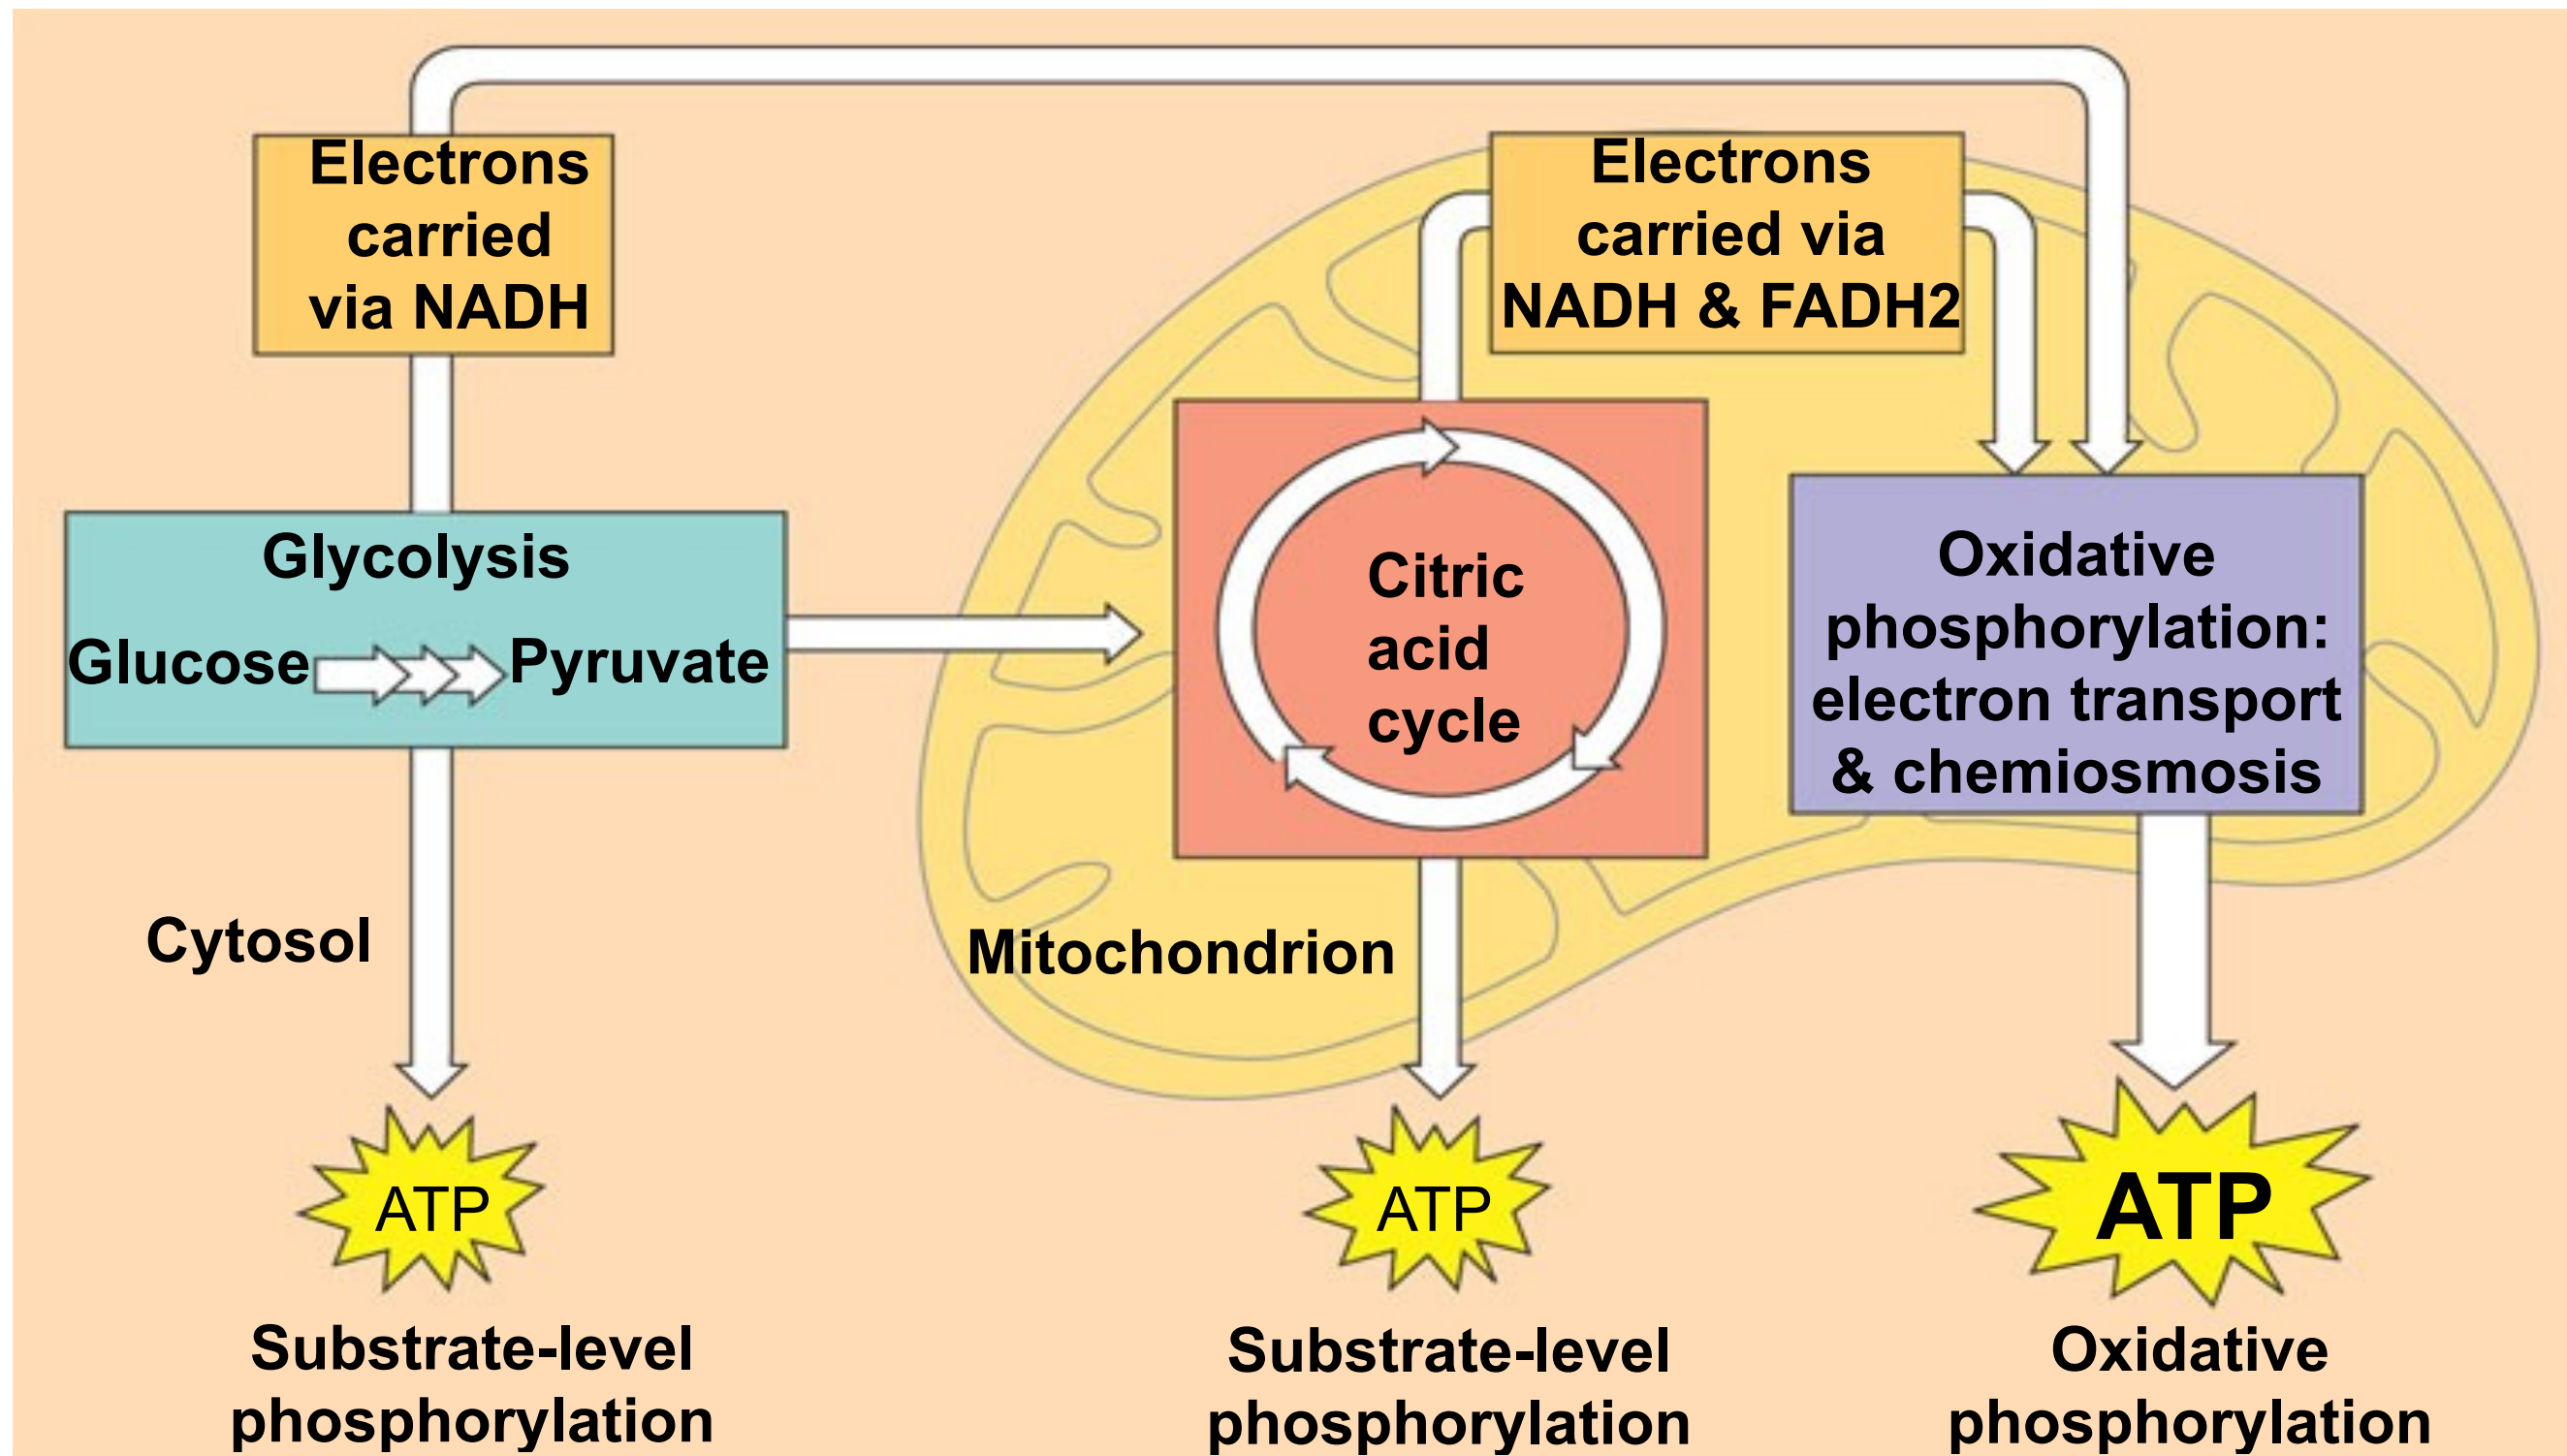 Electrons
carried
via NADH
Electrons
carried via
NADH & FADH2
Glycolysis
Glucose Pyruvate
Citric
acid
cycle
Oxidative
phosphorylation:
electron transport
& chemiosmosis
Cytosol
Mitochondrion
ATP
ATP
ATP
Substrate-level
phosphorylation
Substrate-level
phosphorylation
Oxidative
phosphorylation